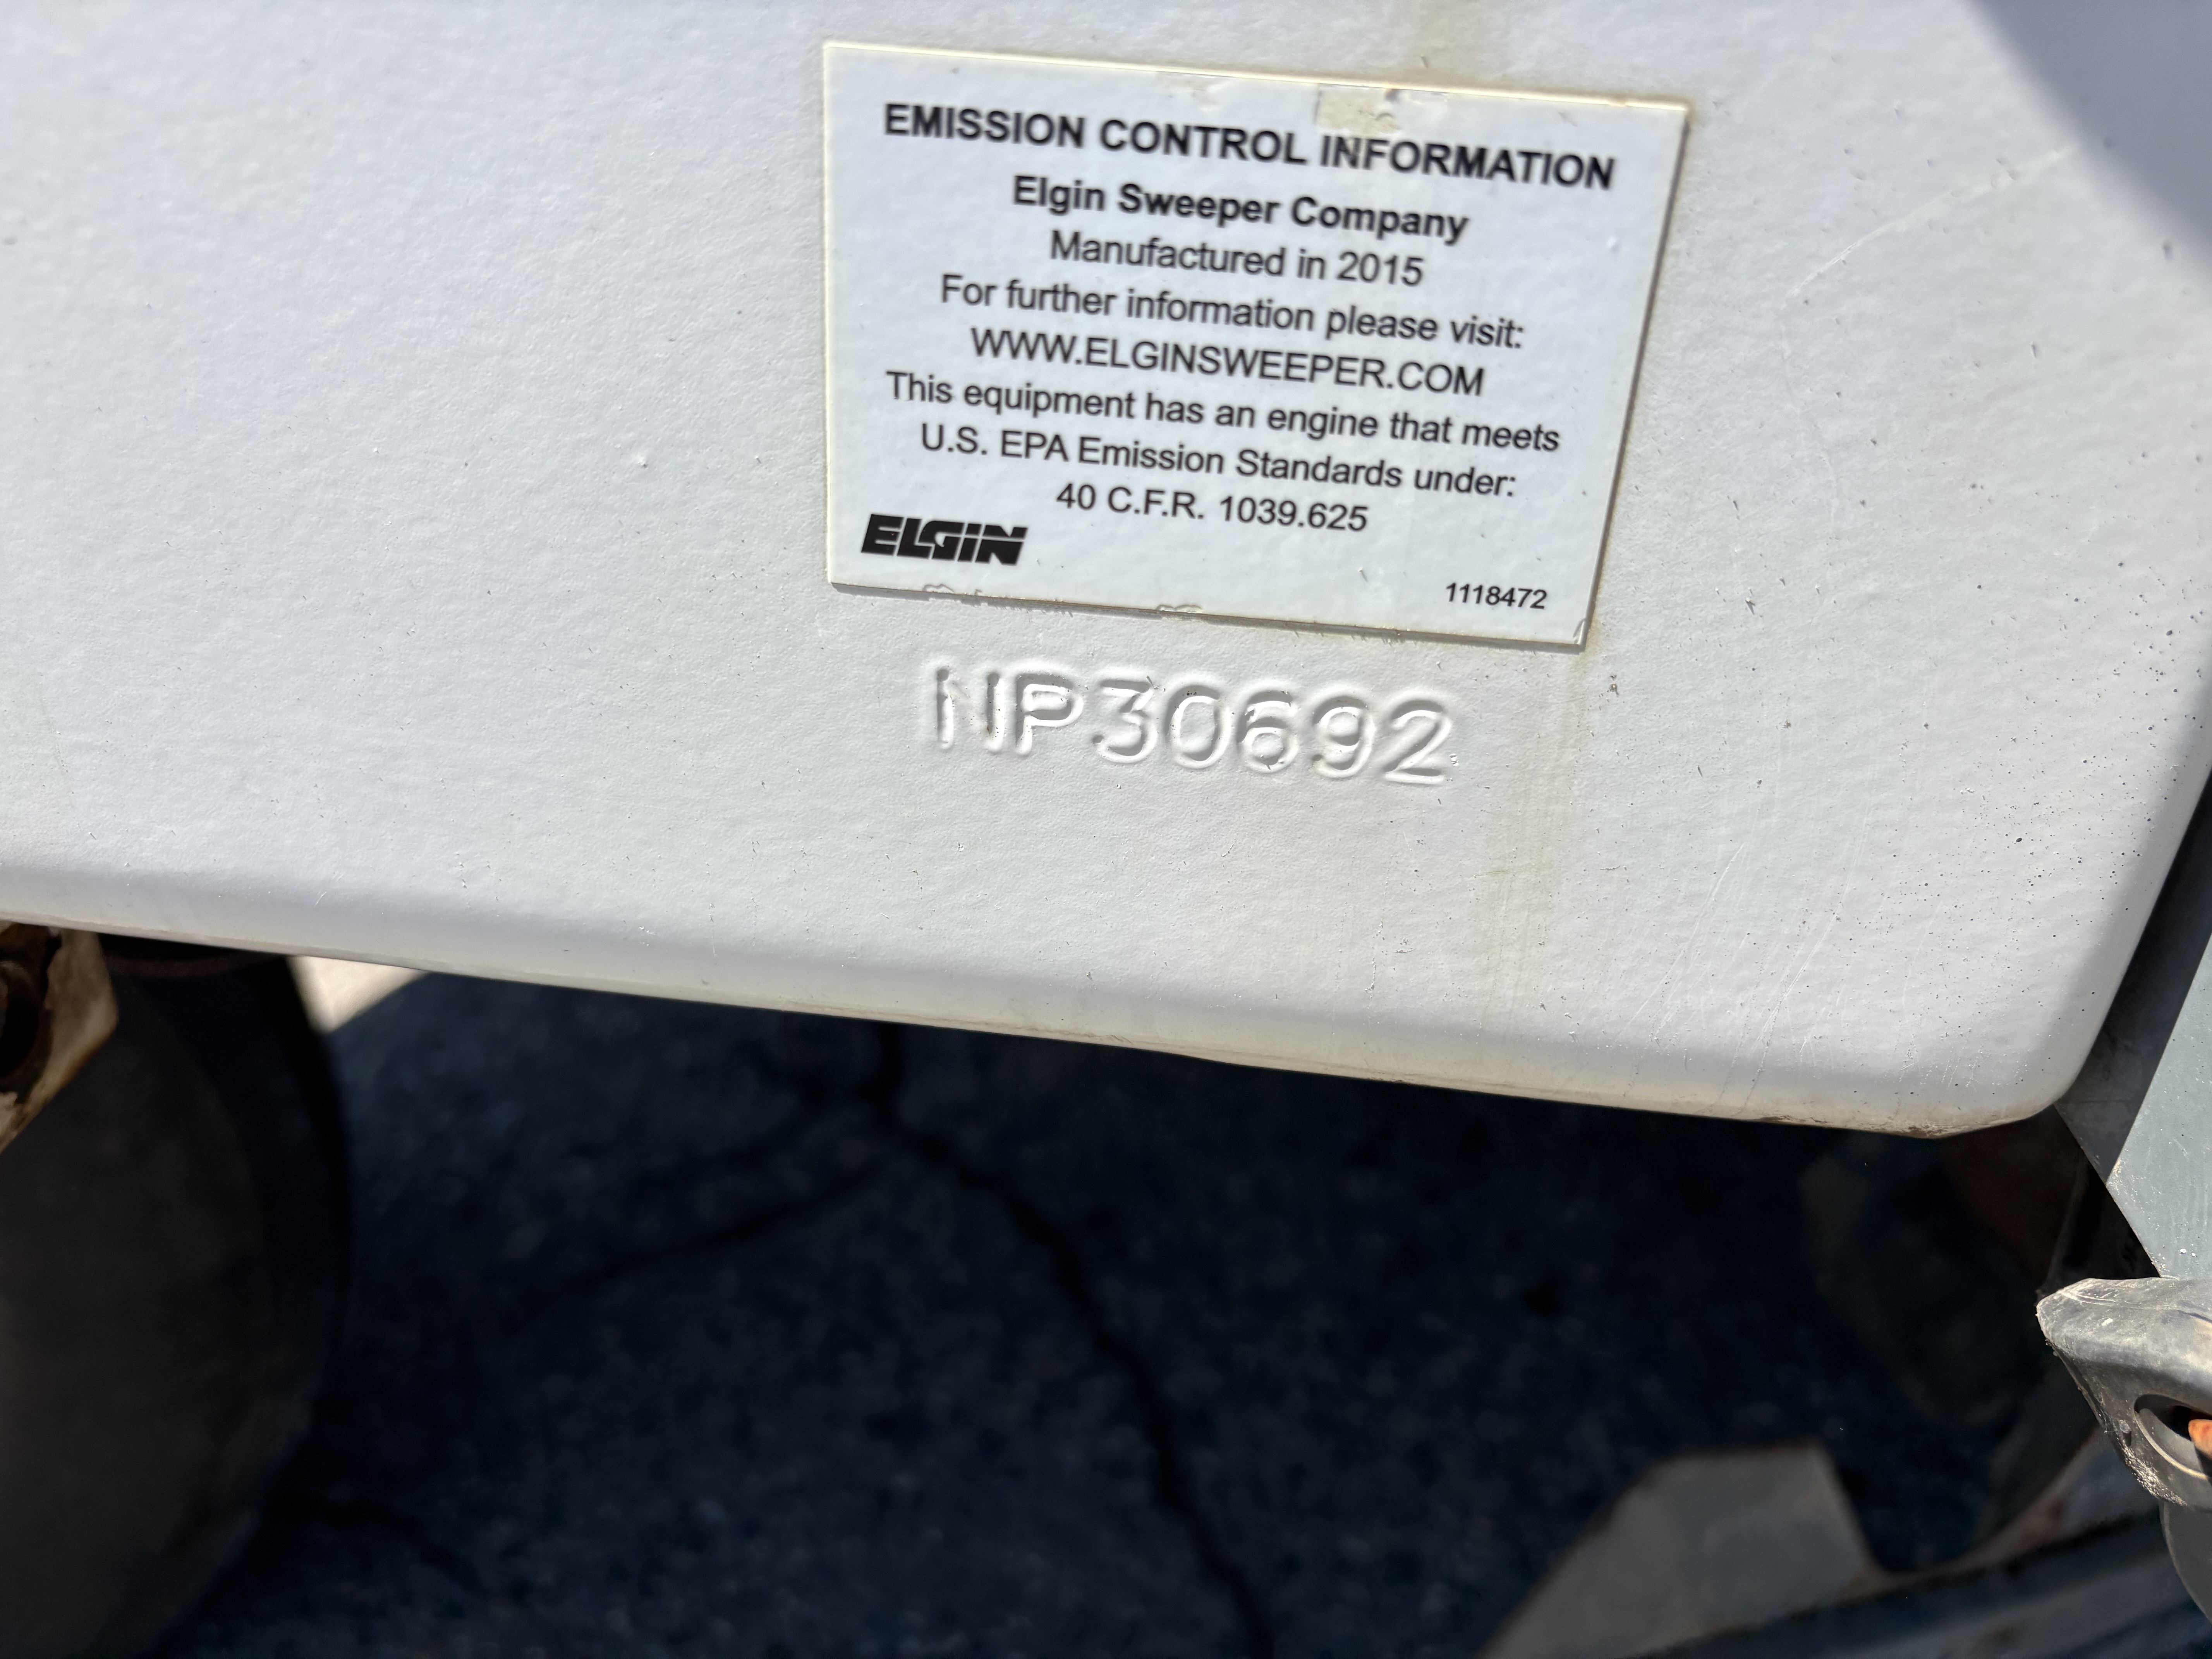 EMISSION CONTROL INFORMATION
Elgin Sweeper Company
Manufactured in 2015
For further information please visit:
WWW.ELGINSWEEPER.COM
This equipment has an engine that meets
U.S. EPA Emission Standards under:
40 C.F.R. 1039.625
ELGIN
1118472
NP30692